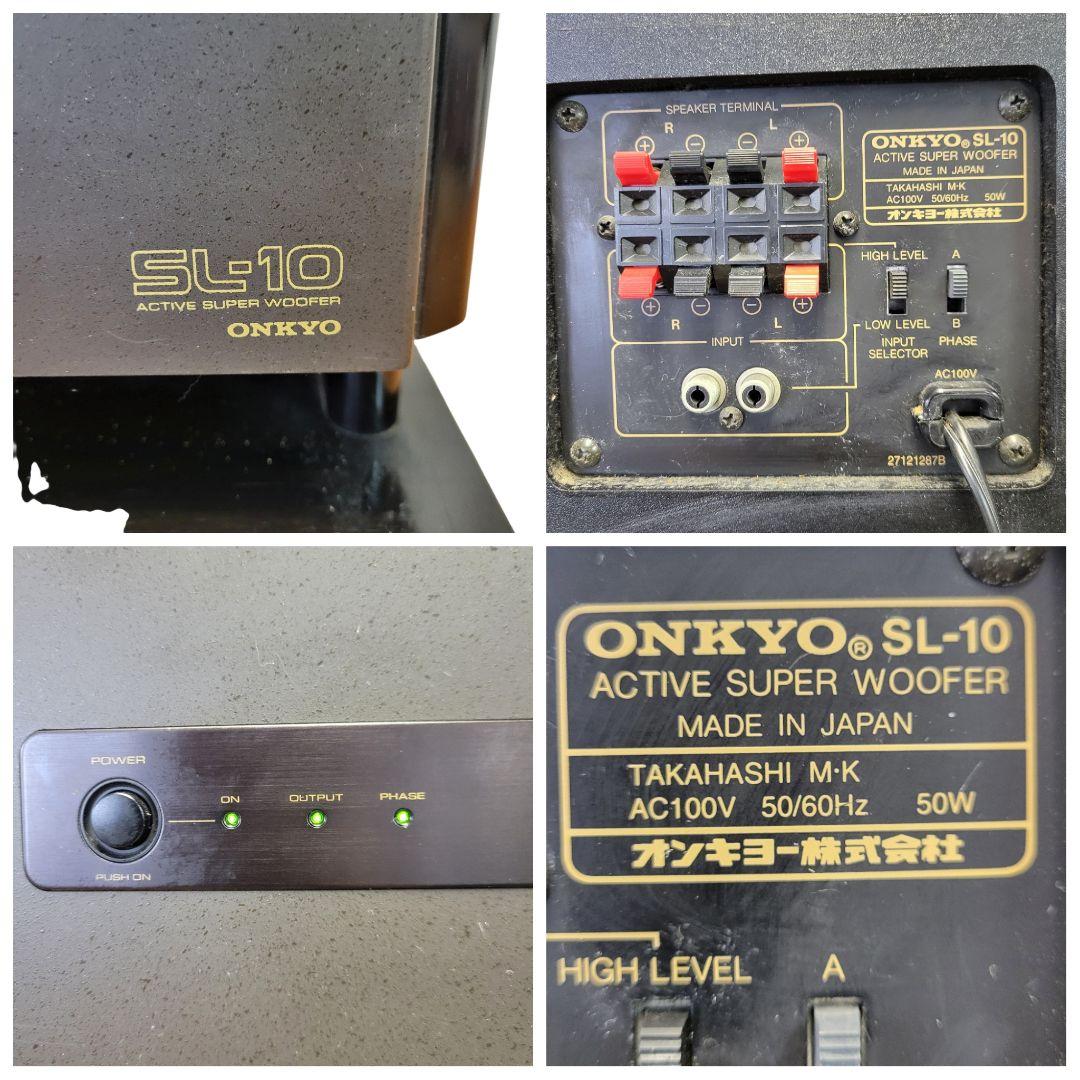 SL-10
ACTIVE SUPER WOOFER
ONKYO
SPEAKER TERMINAL
R L
+ − − +
ONKYO® SL-10
ACTIVE SUPER WOOFER
MADE IN JAPAN
TAKAHASHI M·K
AC100V 50/60Hz 50W
オンキヨー株式会社
HIGH LEVEL A
+ − − +
R L
LOW LEVEL B
INPUT
INPUT SELECTOR
PHASE
AC100V
27121287B
POWER
ON OUTPUT PHASE
PUSH ON
ONKYO® SL-10
ACTIVE SUPER WOOFER
MADE IN JAPAN
TAKAHASHI M·K
AC100V 50/60Hz 50W
オンキヨー株式会社
HIGH LEVEL A